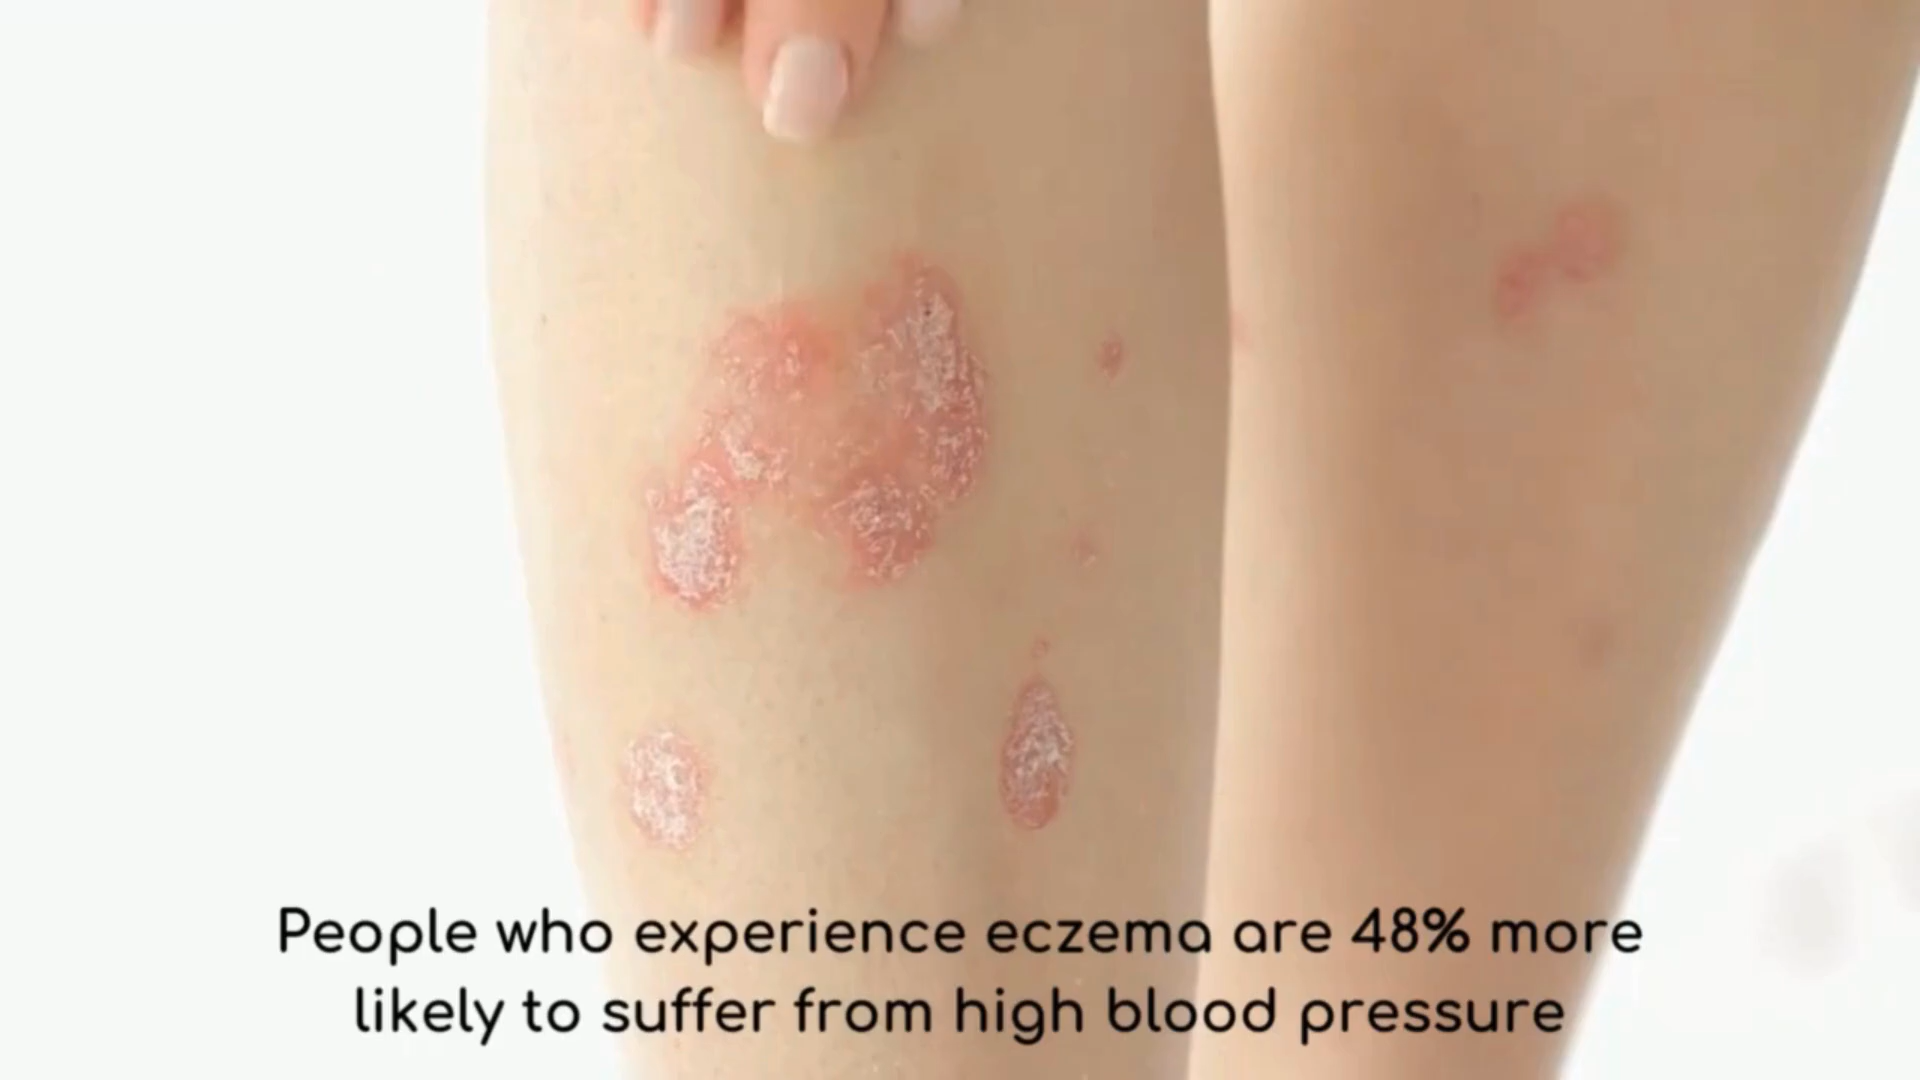 People who experience eczema are 48% more
likely to suffer from high blood pressure